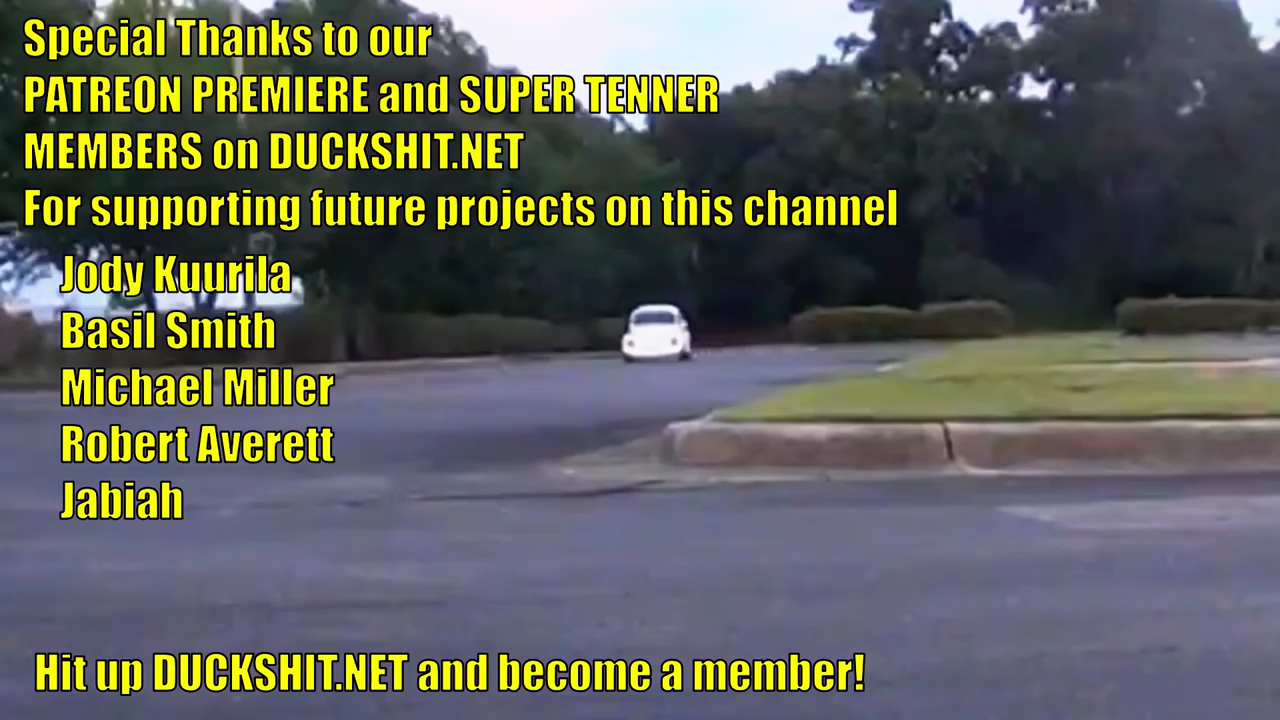 Special Thanks to our
PATREON PREMIERE and SUPER TENNER
MEMBERS on DUCKSHIT.NET
For supporting future projects on this channel
Jody Kuurila
Basil Smith
Michael Miller
Robert Averett
Jabiah
Hit up DUCKSHIT.NET and become a member!